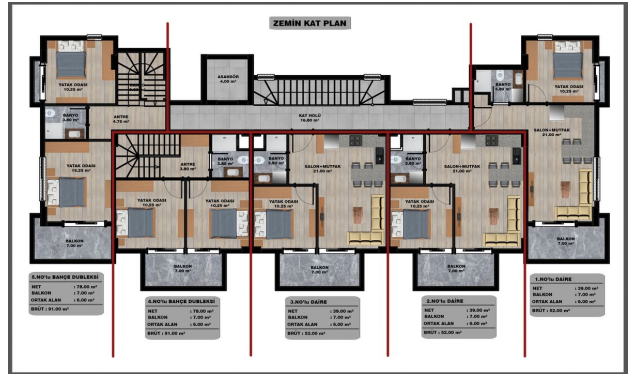 ZEMİN KAT PLAN
YATAK ODASI
10.25 m²
ASANSÖR
4.00 m²
BANYO
3.80 m²
YATAK ODASI
10.25 m²
BANYO
3.80 m²
ANTRE
4.75 m²
KAT HOLÜ
16.80 m²
SALON+MUTFAK
21.00 m²
YATAK ODASI
15.25 m²
ANTRE
3.80 m²
BANYO
3.80 m²
BANYO
3.80 m²
SALON+MUTFAK
21.00 m²
BANYO
3.80 m²
SALON+MUTFAK
21.00 m²
YATAK ODASI
10.25 m²
YATAK ODASI
10.25 m²
YATAK ODASI
10.25 m²
YATAK ODASI
10.25 m²
BALKON
7.00 m²
BALKON
7.00 m²
BALKON
7.00 m²
BALKON
7.00 m²
BALKON
7.00 m²
5.NO'lu BAHÇE DUBLEKSİ
NET : 78.00 m²
BALKON : 7.00 m²
ORTAK ALAN : 6.00 m²
BRÜT : 91.00 m²
4.NO'lu BAHÇE DUBLEKSİ
NET : 78.00 m²
BALKON : 7.00 m²
ORTAK ALAN : 6.00 m²
BRÜT : 91.00 m²
3.NO'lu DAİRE
NET : 39.00 m²
BALKON : 7.00 m²
ORTAK ALAN : 6.00 m²
BRÜT : 52.00 m²
2.NO'lu DAİRE
NET : 39.00 m²
BALKON : 7.00 m²
ORTAK ALAN : 6.00 m²
BRÜT : 52.00 m²
1.NO'lu DAİRE
NET : 39.00 m²
BALKON : 7.00 m²
ORTAK ALAN : 6.00 m²
BRÜT : 52.00 m²